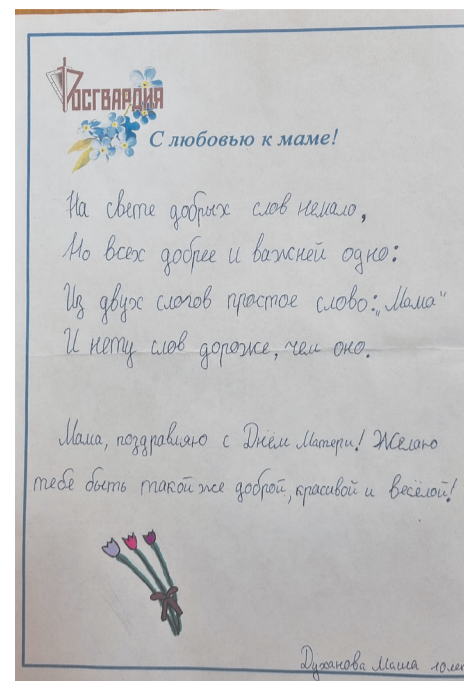 Росгвардия
С любовью к маме!
На свете добрых слов немало,
Но всех добрее и важней одно:
Из двух слогов простое слово: „Мама"
И нету слов дороже, чем оно.
Мама, поздравляю с Днём Матери! Желаю
тебе быть такой же доброй, красивой и весёлой!
Духанова Маша 10 лет